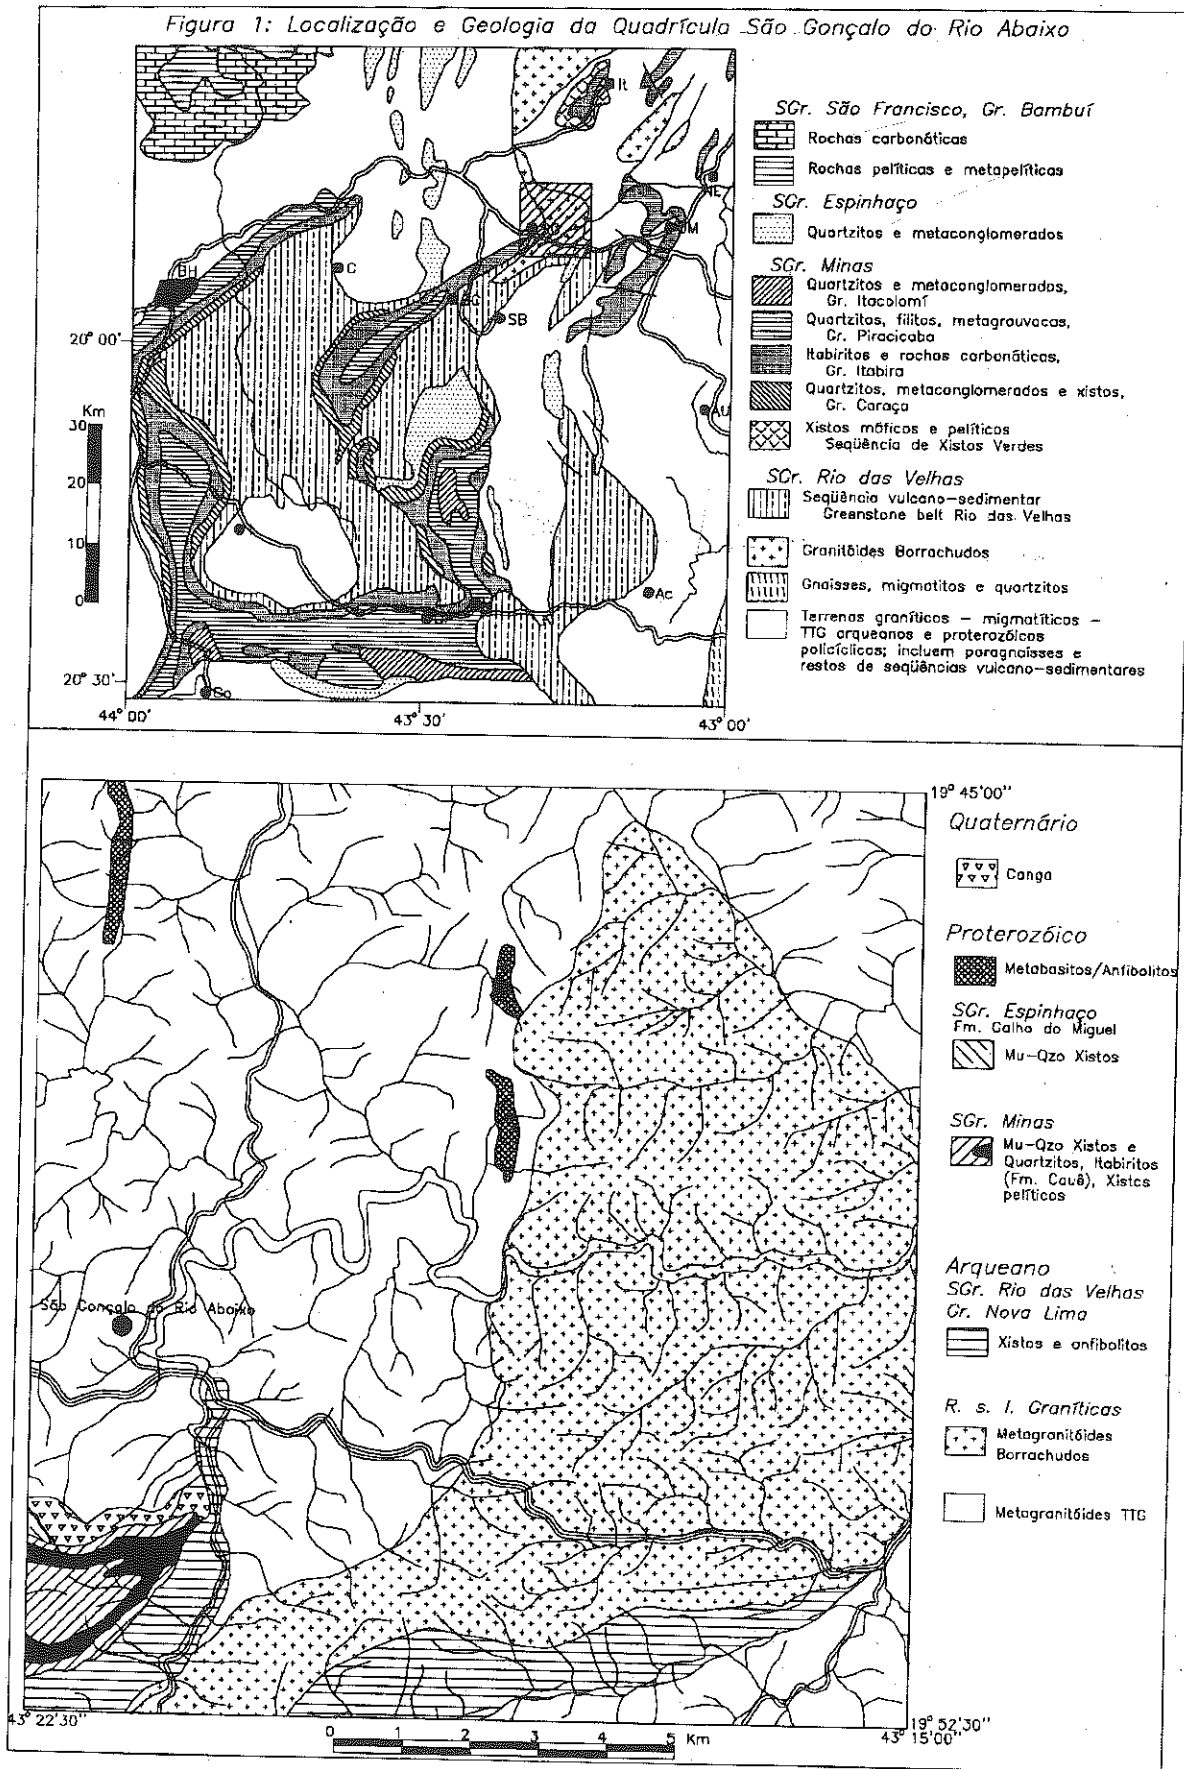 Figura 1: Localização e Geologia da Quadrícula São Gonçalo do Rio Abaixo
It
NE
JM
BH
C
SB
AU
Ac
20° 00'
20° 30'
44° 00'
43° 30'
43° 00'
Km
30
20
10
0
SGr. São Francisco, Gr. Bambuí
Rochas carbonáticas
Rochas pelíticas e metapelíticas
SGr. Espinhaço
Quartzitos e metaconglomerados
SGr. Minas
Quartzitos e metaconglomerados,
Gr. Itacolomí
Quartzitos, filitos, metagrauvacas,
Gr. Piracicaba
Itabiritos e rochas carbonáticas,
Gr. Itabira
Quartzitos, metaconglomerados e xistos,
Gr. Caraça
Xistos máficos e pelíticos
Seqüência de Xistos Verdes
SGr. Rio das Velhas
Seqüência vulcano-sedimentar
Greenstone belt Rio das Velhas
Granitóides Borrachudos
Gnaisses, migmatitos e quartzitos
Terrenos graníticos - migmatíticos -
TTG arqueanos e proterozóicos
policíclicos; incluem paragnaisses e
restos de seqüências vulcano-sedimentares
19° 45'00"
Quaternário
Canga
Proterozóico
Metabasitos/Anfibolitos
SGr. Espinhaço
Fm. Galho do Miguel
Mu-Qzo Xistos
SGr. Minas
Mu-Qzo Xistos e
Quartzitos, Itabiritos
(Fm. Cauê), Xistos
pelíticos
Arqueano
SGr. Rio das Velhas
Gr. Nova Lima
Xistos e anfibolitos
R. s. l. Graníticas
Metagranitóides
Borrachudos
Metagranitóides TTG
São Gonçalo do Rio Abaixo
43° 22'30"
19° 52'30"
43° 15'00"
0 1 2 3 4 5 Km